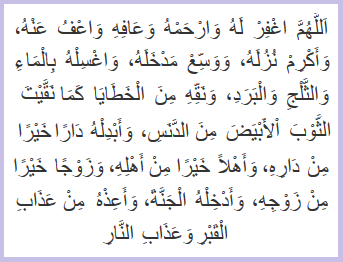 اَللَّهُمَّ اغْفِرْ لَهُ وَارْحَمْهُ وَعَافِهِ وَاعْفُ عَنْهُ،
وَأَكْرِمْ نُزُلَهُ، وَوَسِّعْ مَدْخَلَهُ، وَاغْسِلْهُ بِالْمَاءِ
وَالثَّلْجِ وَالْبَرَدِ، وَنَقِّهِ مِنَ الْخَطَايَا كَمَا نَقَّيْتَ
الثَّوْبَ اْلأَبْيَضَ مِنَ الدَّنَسِ، وَأَبْدِلْهُ دَارًا خَيْرًا
مِنْ دَارِهِ، وَأَهْلاً خَيْرًا مِنْ أَهْلِهِ، وَزَوْجًا خَيْرًا
مِنْ زَوْجِهِ، وَأَدْخِلْهُ الْجَنَّةَ، وَأَعِذْهُ مِنْ عَذَابِ
الْقَبْرِ وَعَذَابِ النَّارِ